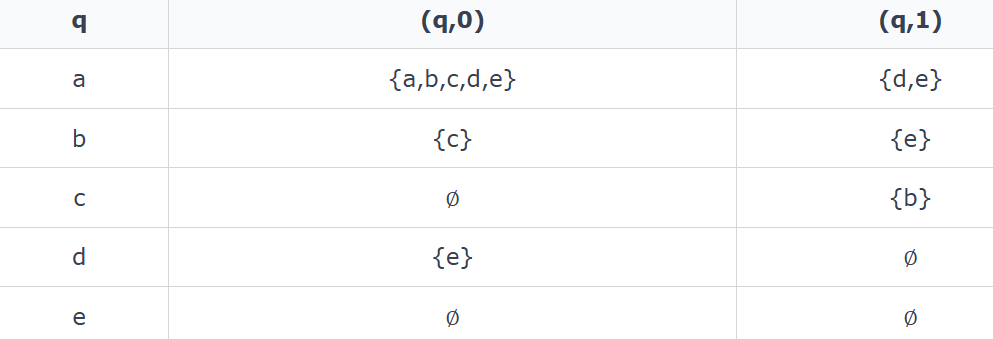 q (q,0) (q,1)
a {a,b,c,d,e} {d,e}
b {c} {e}
c ∅ {b}
d {e} ∅
e ∅ ∅